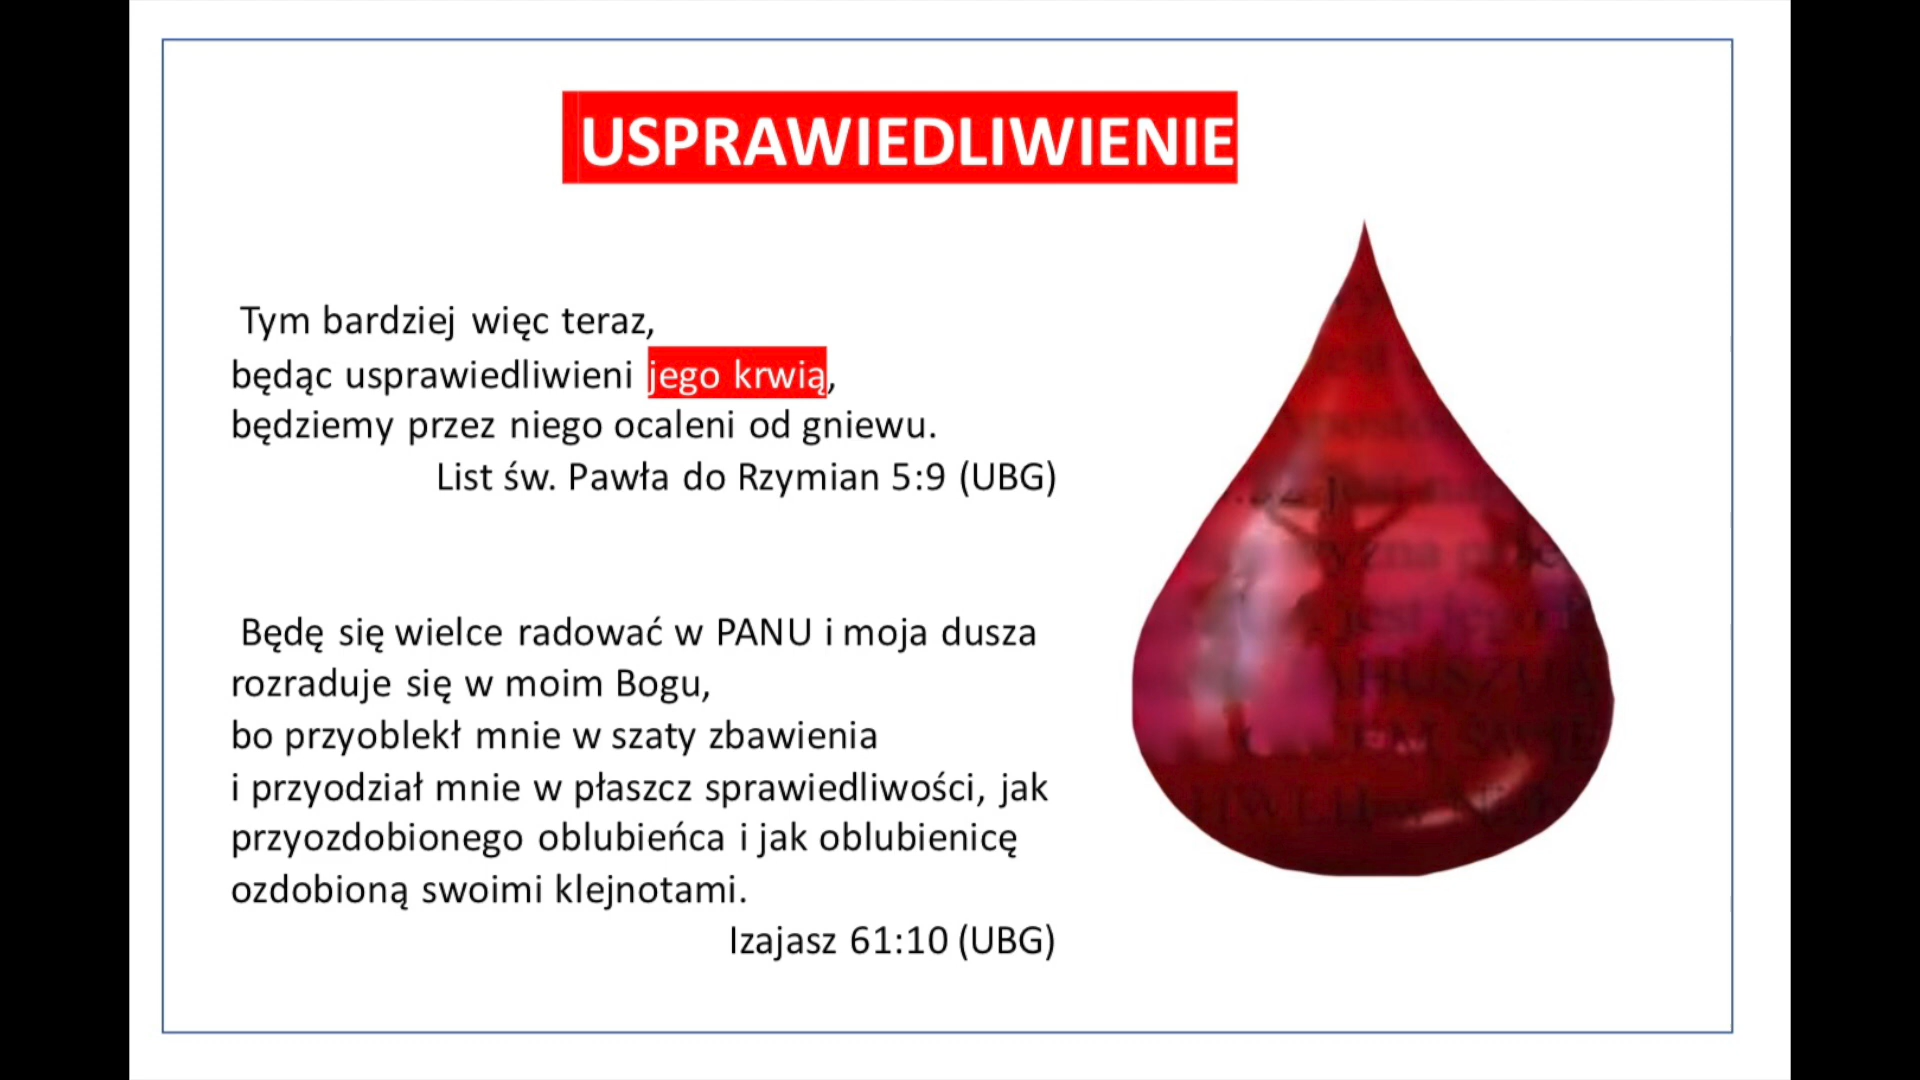 USPRAWIEDLIWIENIE
Tym bardziej więc teraz,
będąc usprawiedliwieni jego krwią,
będziemy przez niego ocaleni od gniewu.
List św. Pawła do Rzymian 5:9 (UBG)
Będę się wielce radować w PANU i moja dusza
rozraduje się w moim Bogu,
bo przyoblekł mnie w szaty zbawienia
i przyodział mnie w płaszcz sprawiedliwości, jak
przyozdobionego oblubieńca i jak oblubienicę
ozdobioną swoimi klejnotami.
Izajasz 61:10 (UBG)